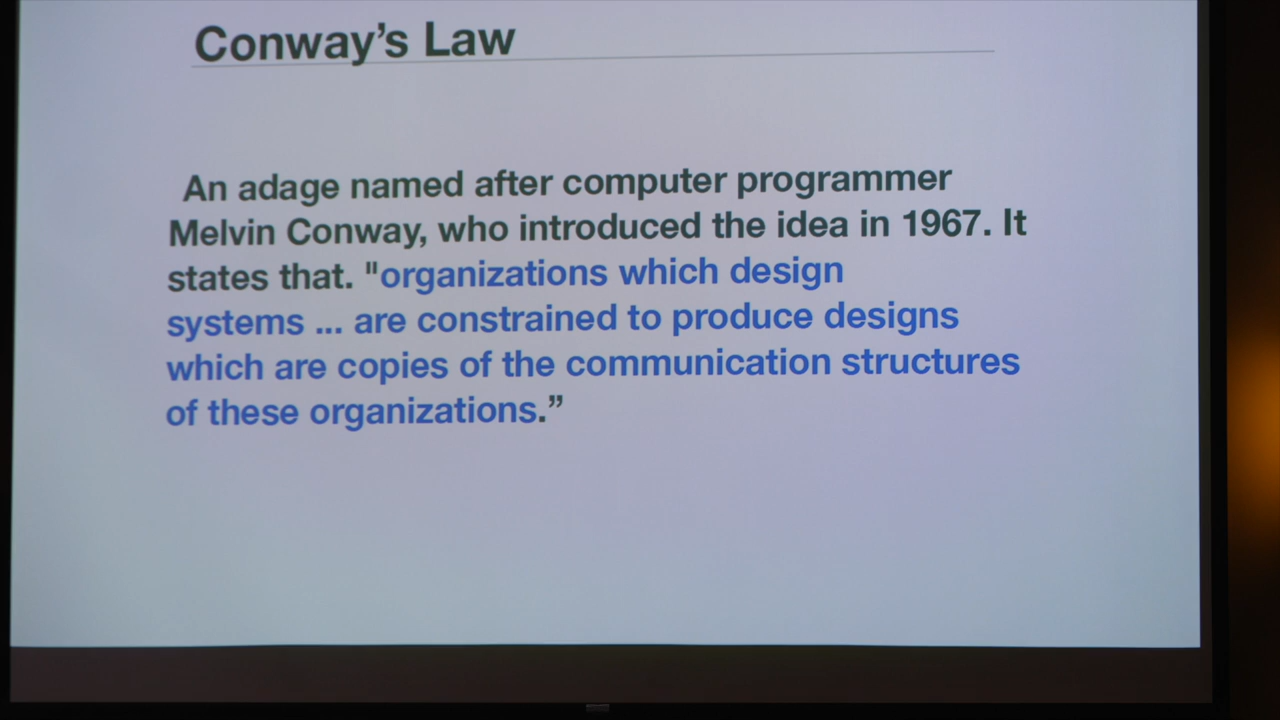 Conway’s Law
An adage named after computer programmer
Melvin Conway, who introduced the idea in 1967. It
states that. "organizations which design
systems ... are constrained to produce designs
which are copies of the communication structures
of these organizations.”